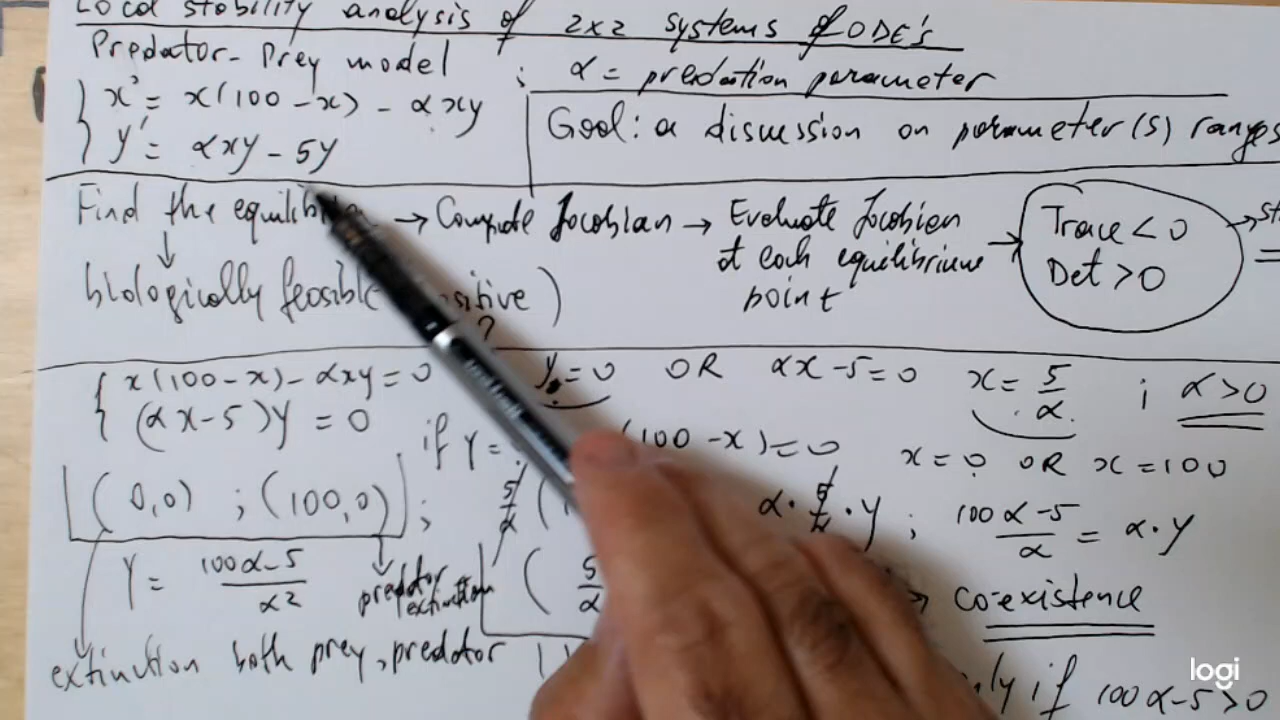 Local stability analysis of 2x2 systems of ODE's
Predator-Prey model ; α = predation parameter
x' = x(100 - x) - αxy
y' = αxy - 5y
Goal: a discussion on parameter(s) ranges
Find the → Compute Jacobian → Evaluate Jacobian at each equilibrium point → Trace < 0 Det > 0
biologically feasible
x(100-x) - αxy = 0
(αx-5)y = 0
y = 0 OR αx - 5 = 0 x = 5/α ; α > 0
if y = (100 - x) = 0 x = 0 OR x = 100
(0,0) ; (100,0) ; 5/α ( α · 5/α · y ; (100α-5)/α = α · y
y = (100α-5)/α² predator extinction ( 5/α → co-existence
extinction both prey, predator
if 100α-5>0
logi